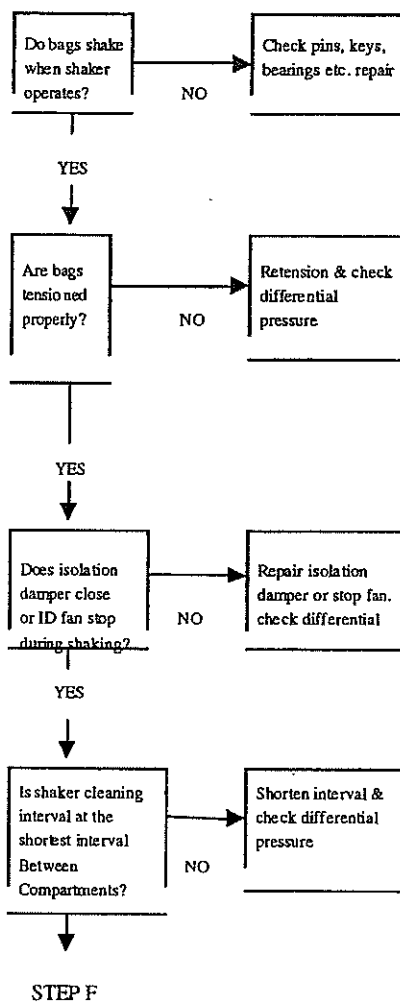 Do bags shake
when shaker
operates?
NO
Check pins, keys,
bearings etc. repair
YES
Are bags
tensioned
properly?
NO
Retension & check
differential
pressure
YES
Does isolation
damper close
or ID fan stop
during shaking?
NO
Repair isolation
damper or stop fan.
check differential
YES
Is shaker cleaning
interval at the
shortest interval
Between
Compartments?
NO
Shorten interval &
check differential
pressure
STEP F